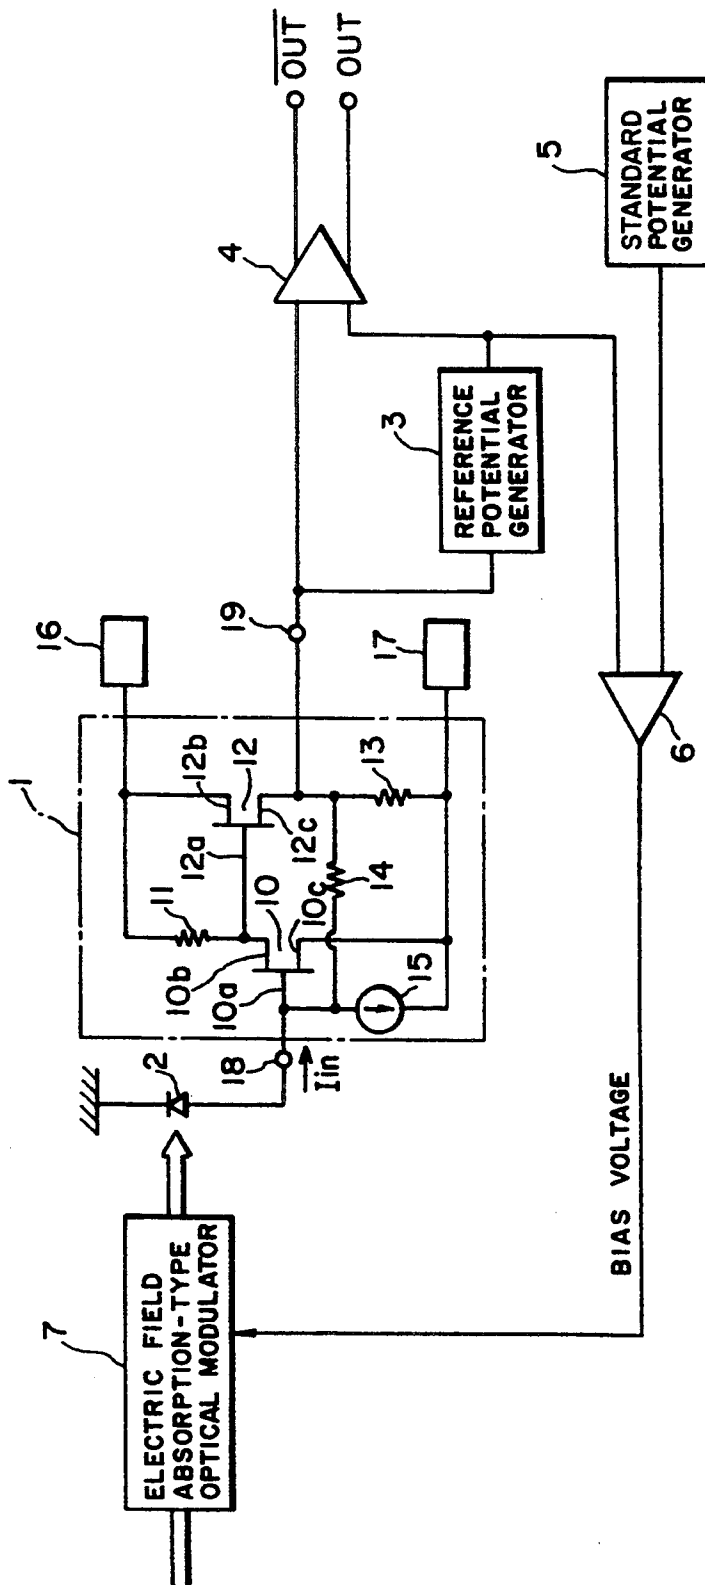 7
ELECTRIC FIELD
ABSORPTION-TYPE
OPTICAL MODULATOR
2
18
Iin
1
11
10b
10a
10
10c
12a
12b
12
12c
14
13
15
16
17
19
3
REFERENCE
POTENTIAL
GENERATOR
4
OUT
OUT
5
STANDARD
POTENTIAL
GENERATOR
6
BIAS VOLTAGE